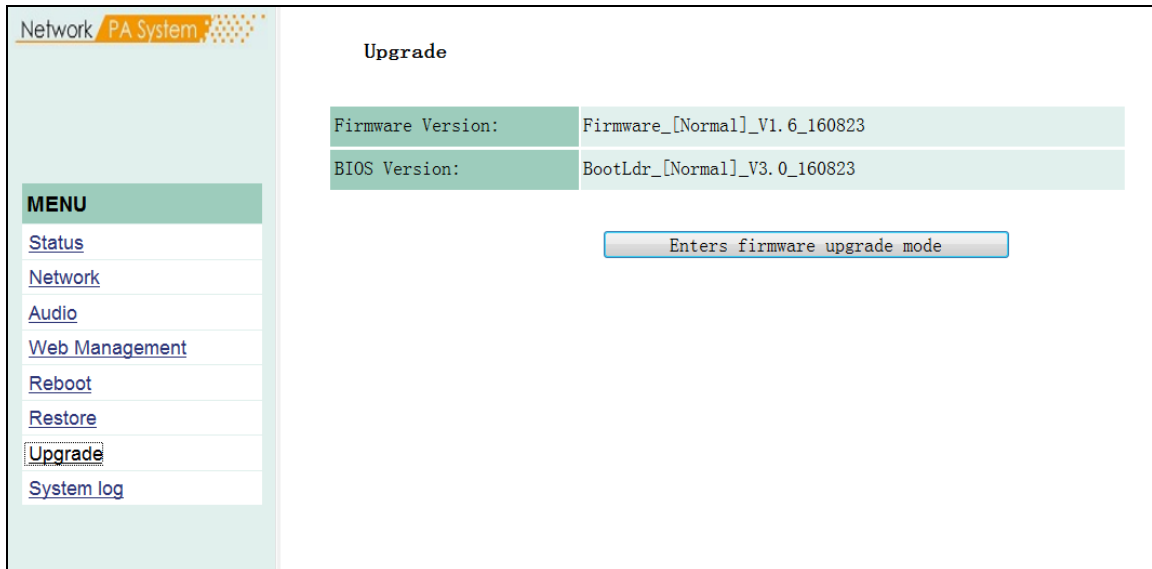 Network PA System
Upgrade
Firmware Version: Firmware_[Normal]_V1.6_160823
BIOS Version: BootLdr_[Normal]_V3.0_160823
Enters firmware upgrade mode
MENU
Status
Network
Audio
Web Management
Reboot
Restore
Upgrade
System log